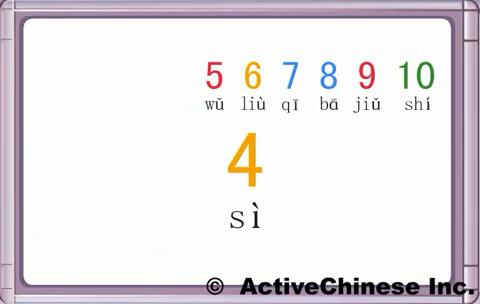 5 6 7 8 9 10
wǔ liù qī bā jiǔ shí
4
sì
© ActiveChinese Inc.